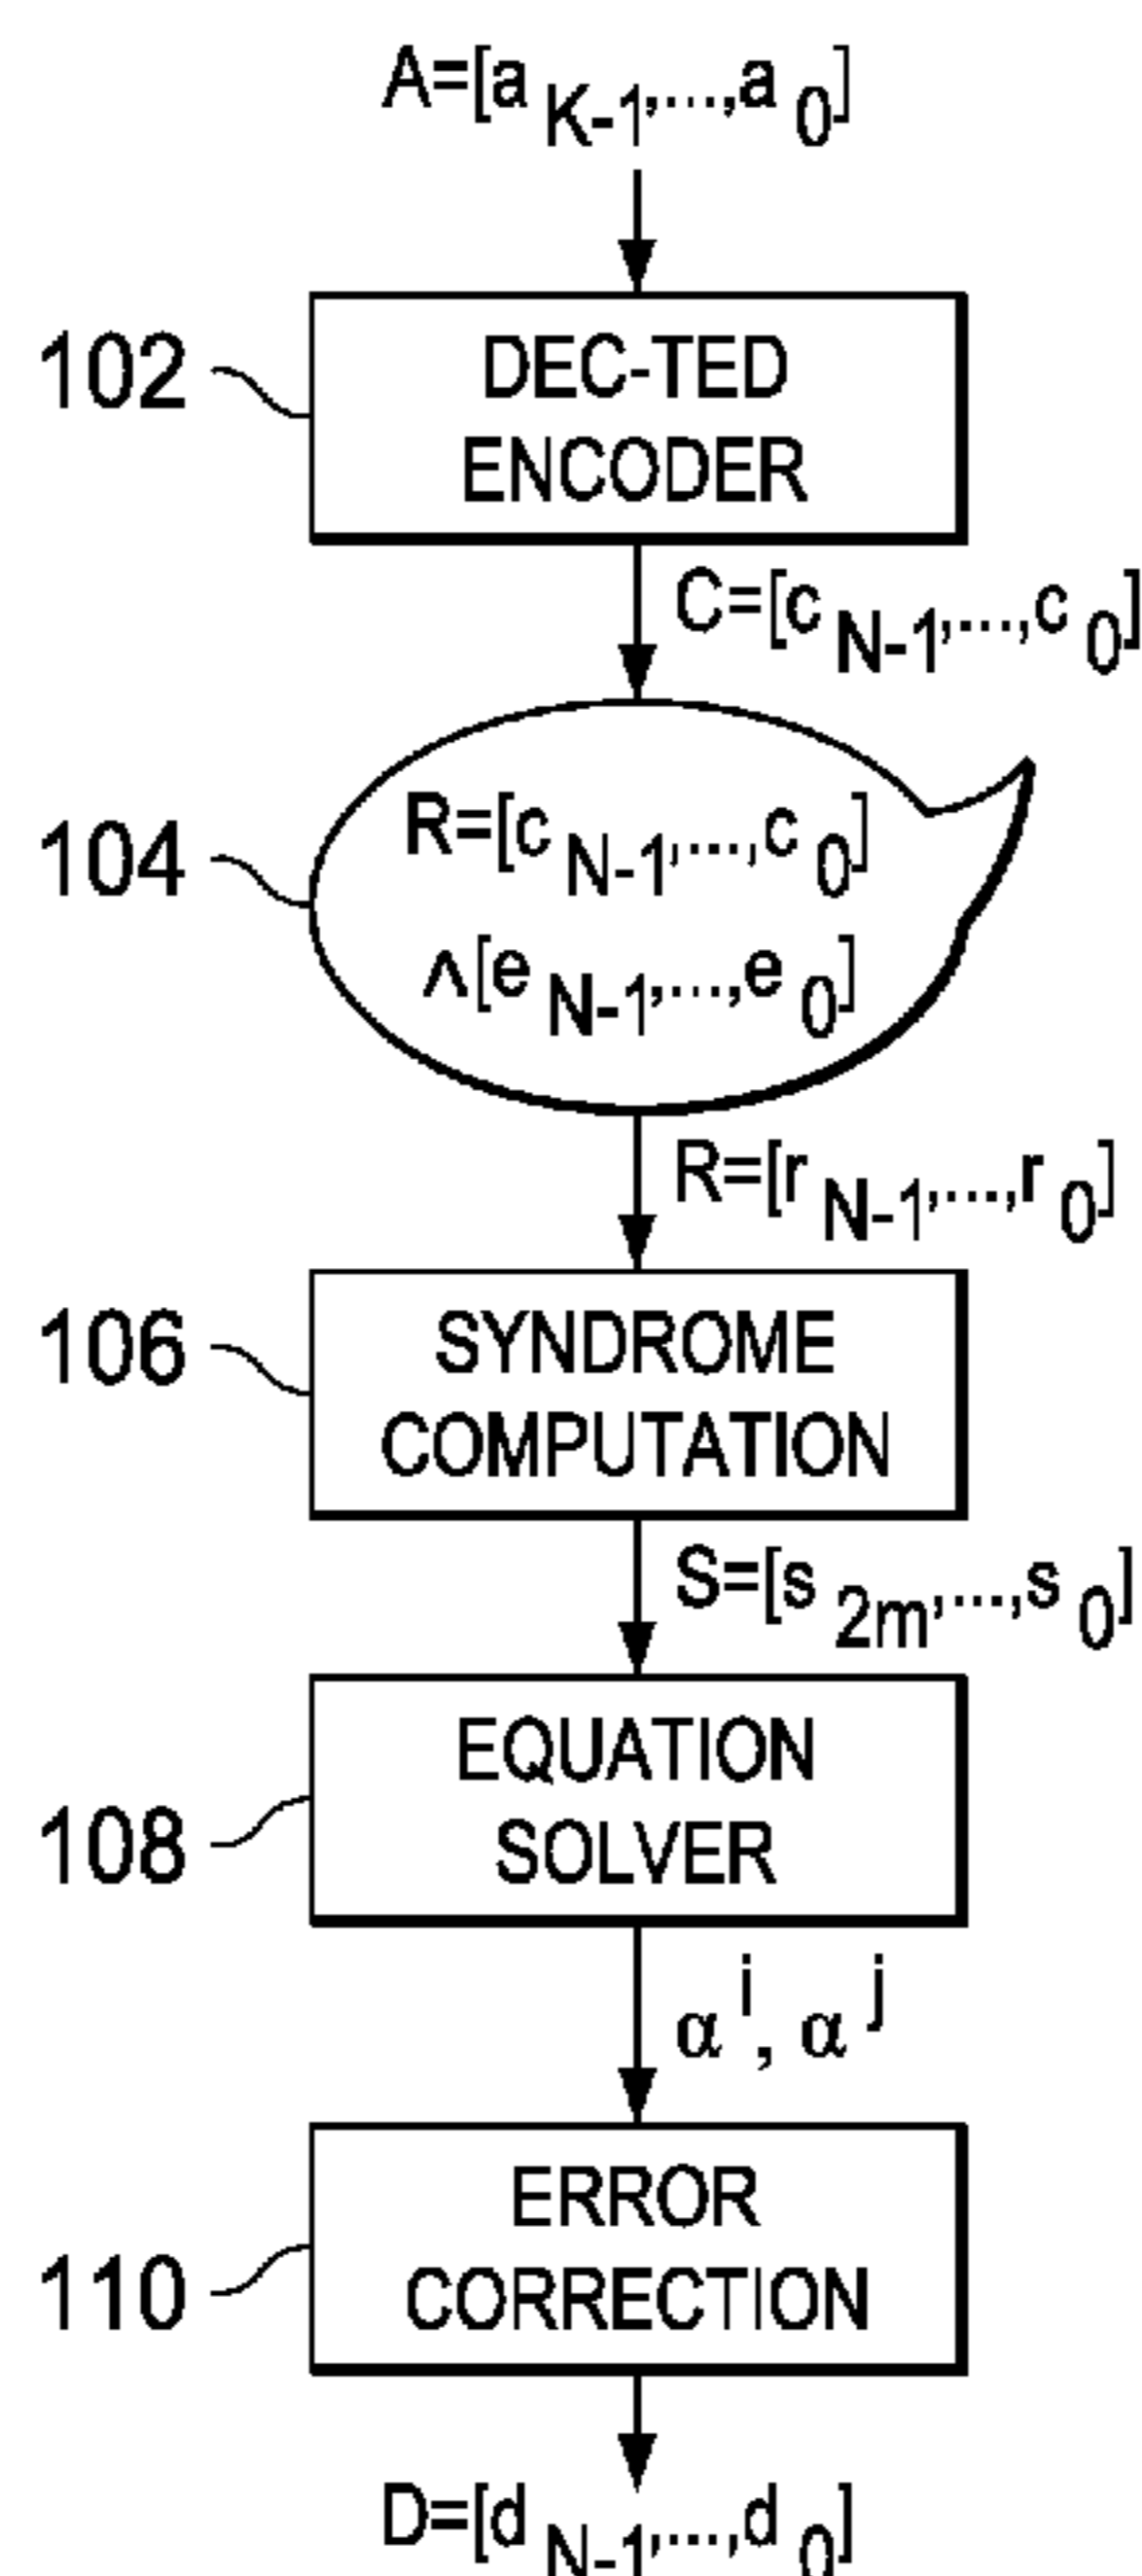 A=[a K-1,...,a 0]
102
DEC-TED
ENCODER
C=[c N-1,...,c 0]
104
R=[c N-1,...,c 0]
∧[e N-1,...,e 0]
R=[r N-1,...,r 0]
106
SYNDROME
COMPUTATION
S=[s 2m,...,s 0]
108
EQUATION
SOLVER
α i, α j
110
ERROR
CORRECTION
D=[d N-1,...,d 0]